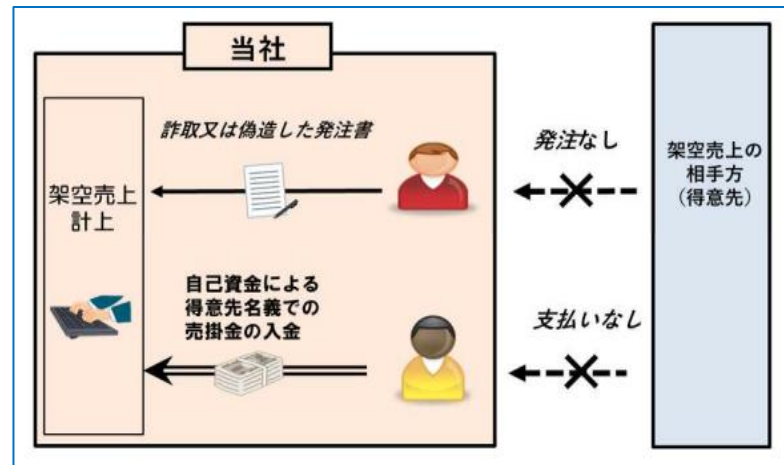 当社
詐取又は偽造した発注書
発注なし
架空売上の
相手方
（得意先）
架空売上
計上
自己資金による
得意先名義での
売掛金の入金
支払いなし